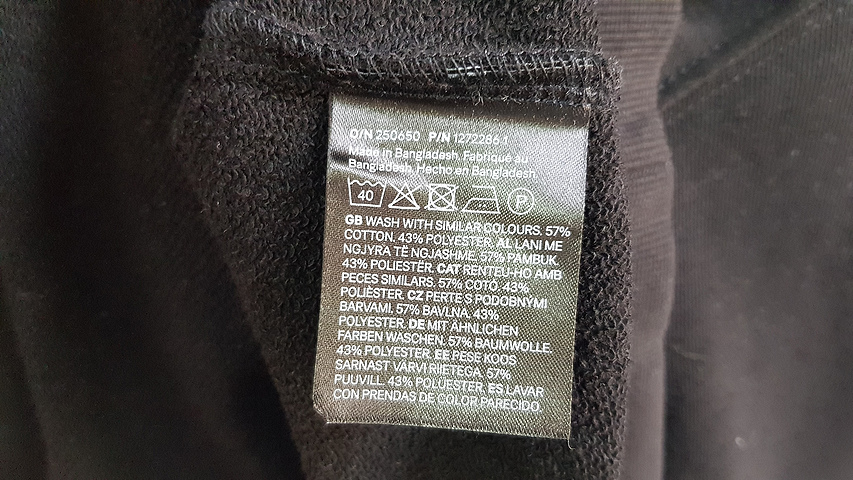 O/N 250650 P/N 1272286.1
Made in Bangladesh. Fabriqué au
Bangladesh. Hecho en Bangladesh.
40 P
GB WASH WITH SIMILAR COLOURS. 57%
COTTON. 43% POLYESTER. AL LANI ME
NGJYRA TË NGJASHME. 57% PAMBUK.
43% POLIESTËR. CAT RENTEU-HO AMB
PECES SIMILARS. 57% COTÓ. 43%
POLIÈSTER. CZ PERTE S PODOBNÝMI
BARVAMI. 57% BAVLNA. 43%
POLYESTER. DE MIT ÄHNLICHEN
FARBEN WASCHEN. 57% BAUMWOLLE.
43% POLYESTER. EE PESE KOOS
SARNAST VÄRVI RIIETEGA. 57%
PUUVILL. 43% POLÜESTER. ES LAVAR
CON PRENDAS DE COLOR PARECIDO.